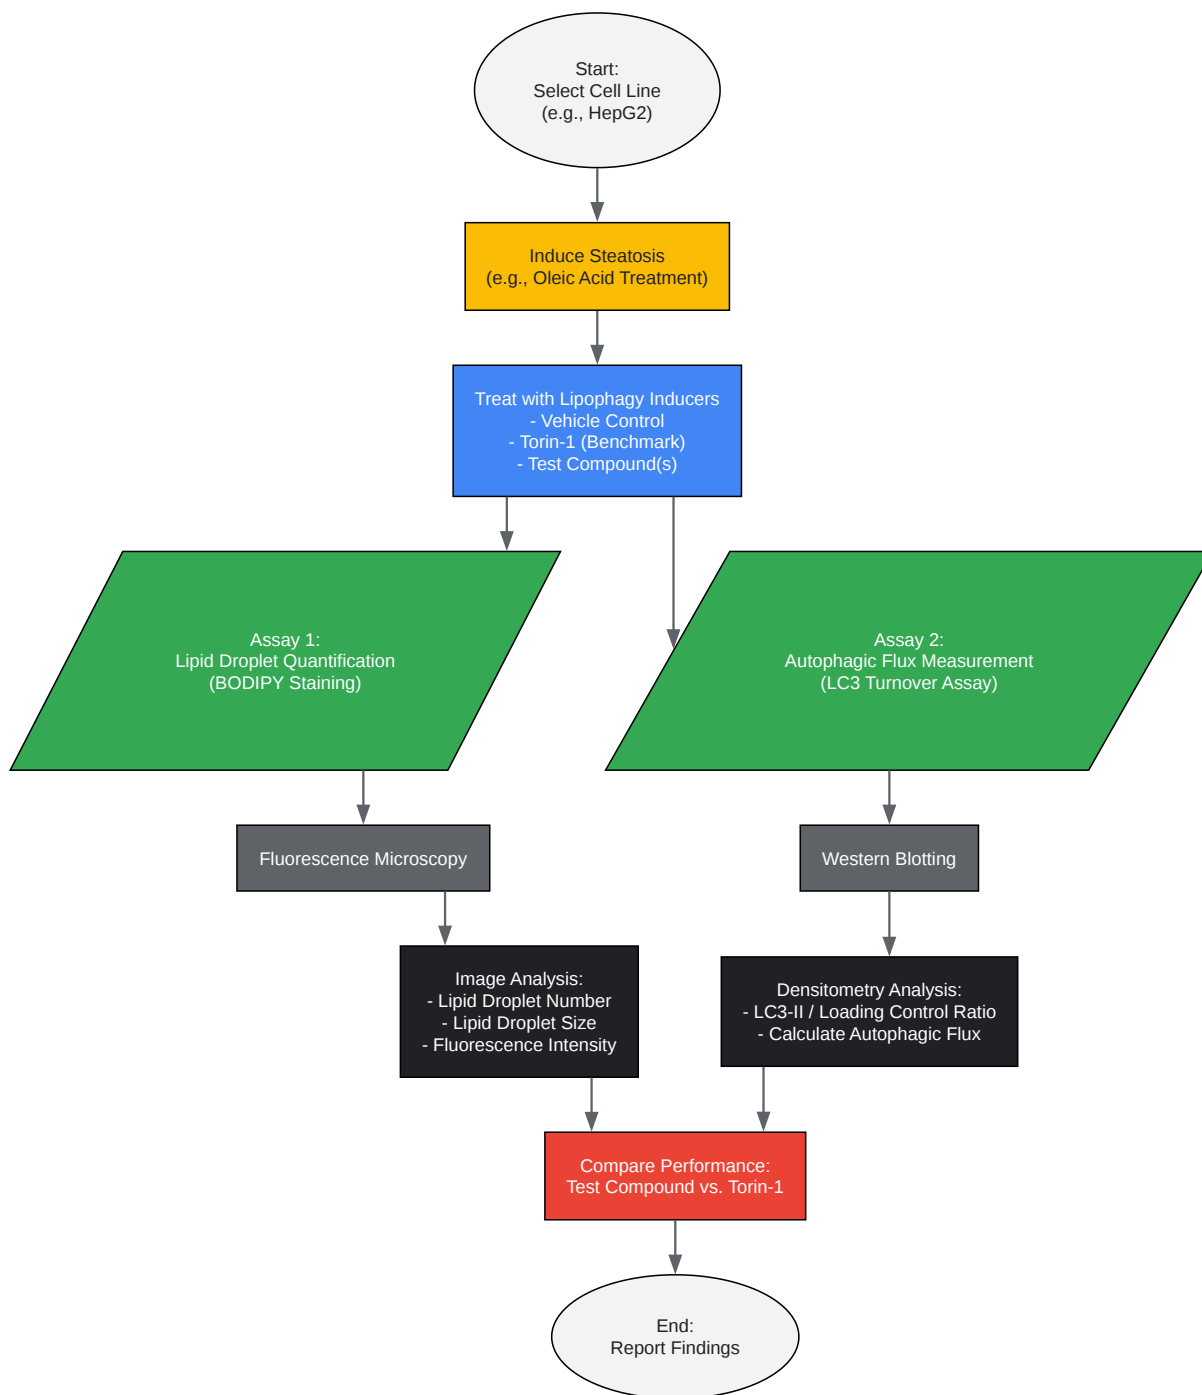 Start:
Select Cell Line
(e.g., HepG2)
Induce Steatosis
(e.g., Oleic Acid Treatment)
Treat with Lipophagy Inducers
- Vehicle Control
- Torin-1 (Benchmark)
- Test Compound(s)
Assay 1:
Lipid Droplet Quantification
(BODIPY Staining)
Assay 2:
Autophagic Flux Measurement
(LC3 Turnover Assay)
Fluorescence Microscopy
Western Blotting
Image Analysis:
- Lipid Droplet Number
- Lipid Droplet Size
- Fluorescence Intensity
Densitometry Analysis:
- LC3-II / Loading Control Ratio
- Calculate Autophagic Flux
Compare Performance:
Test Compound vs. Torin-1
End:
Report Findings